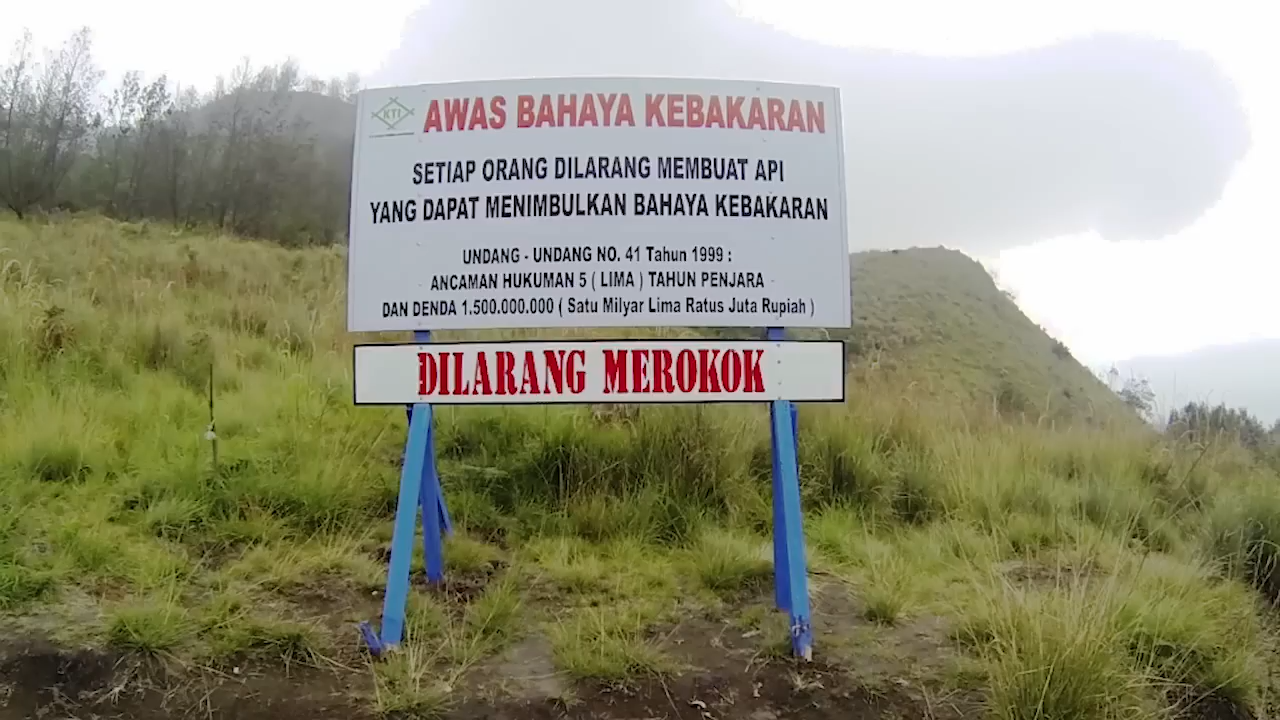 KTI
AWAS BAHAYA KEBAKARAN
SETIAP ORANG DILARANG MEMBUAT API
YANG DAPAT MENIMBULKAN BAHAYA KEBAKARAN
UNDANG - UNDANG NO. 41 Tahun 1999 :
ANCAMAN HUKUMAN 5 ( LIMA ) TAHUN PENJARA
DAN DENDA 1.500.000.000 ( Satu Milyar Lima Ratus Juta Rupiah )
DILARANG MEROKOK